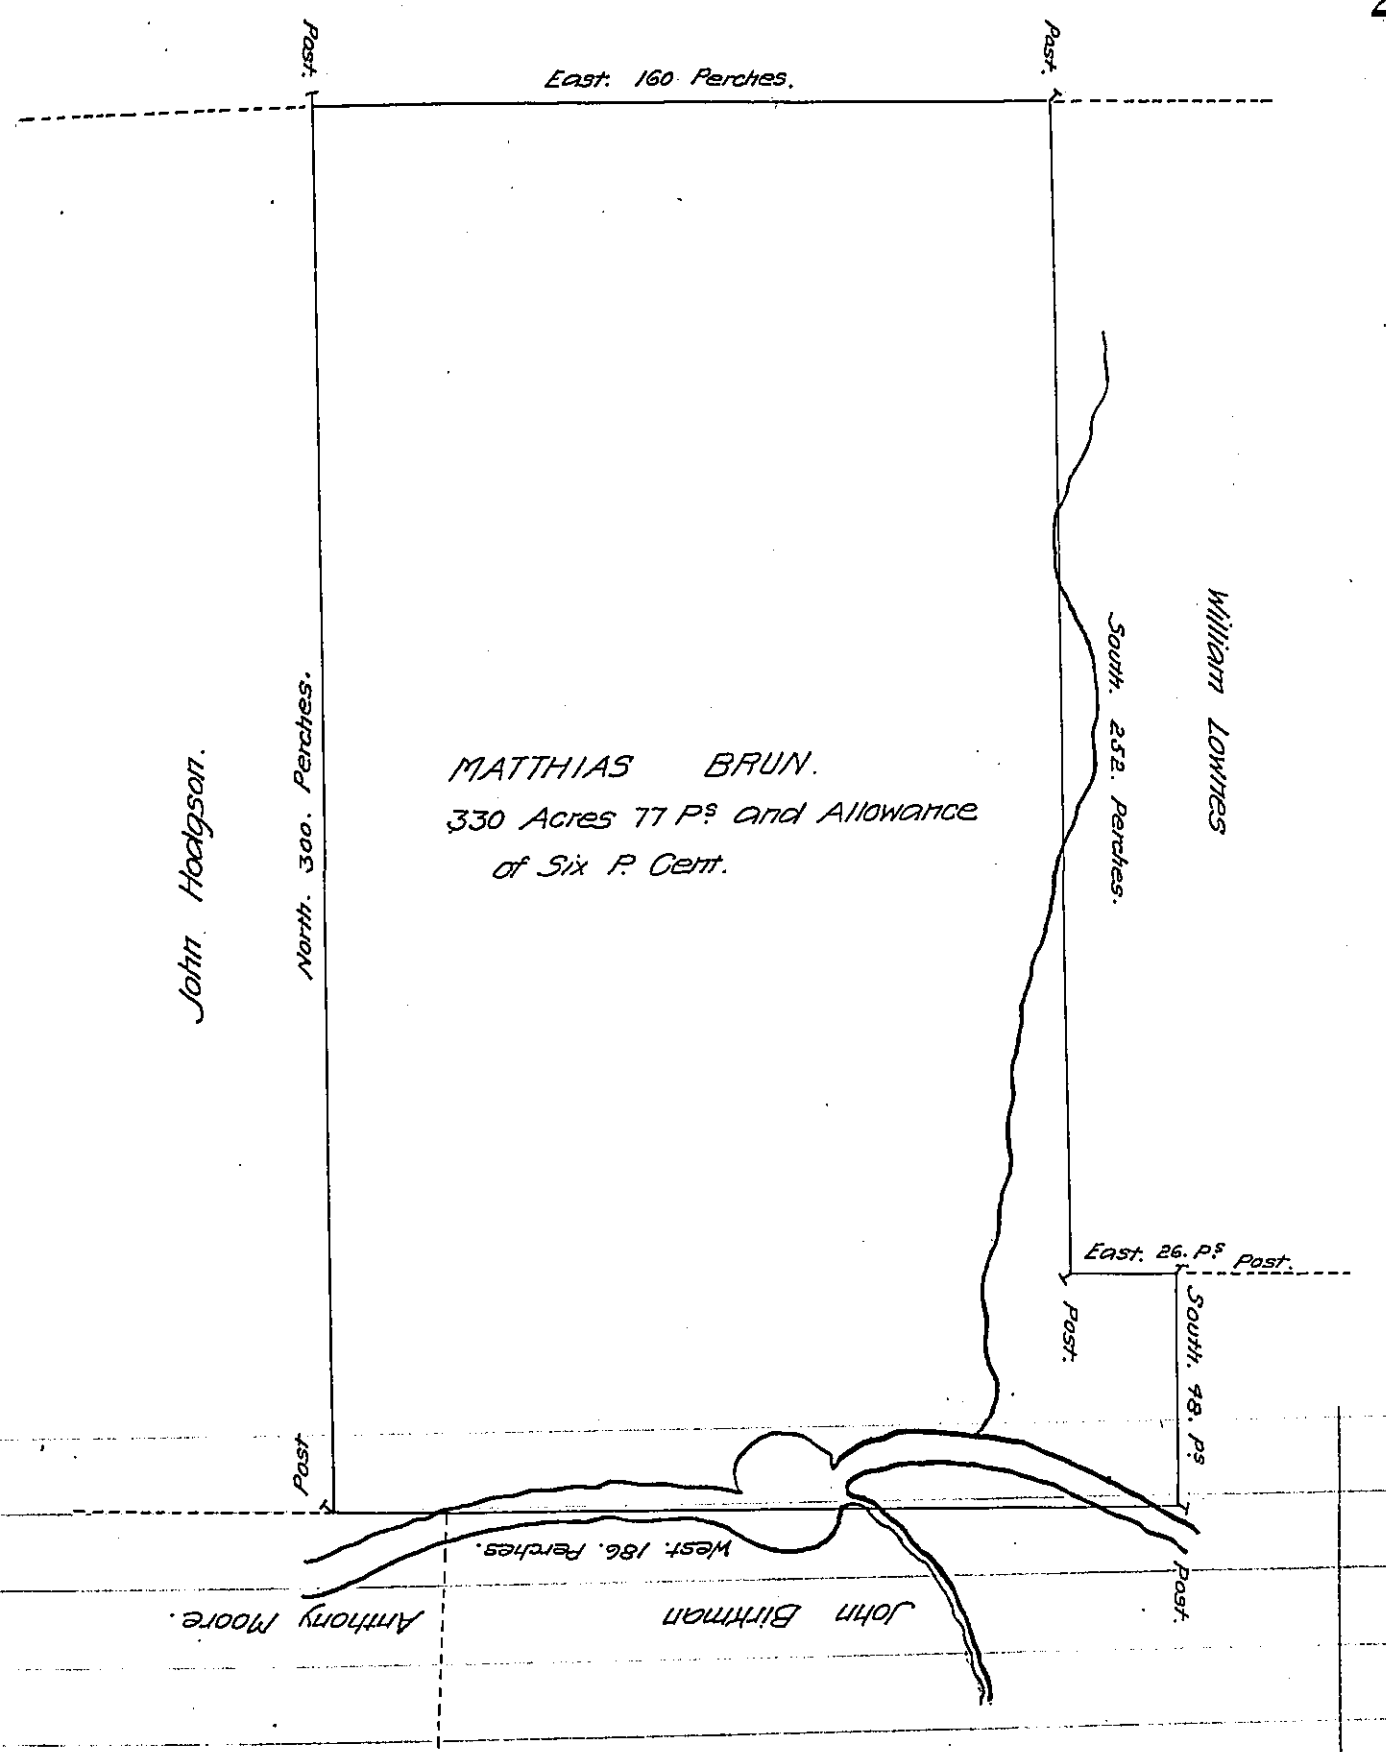 Post.
East. 160 Perches.
Post.
William Lownes
South. 252. Perches.
North. 300. Perches.
John Hodgson.
MATTHIAS BRUN.
330 Acres 77 Ps and Allowance
of Six P. Cent.
East. 26. Ps
Post.
Post.
South. 48. Ps
Post
West. 186. Perches.
Post.
Anthony Moore.